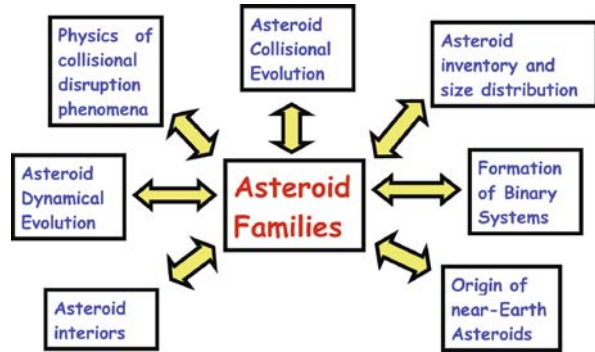 Physics of
collisional
disruption
phenomena
Asteroid
Collisional
Evolution
Asteroid
inventory and
size distribution
Asteroid
Dynamical
Evolution
Asteroid
Families
Formation
of Binary
Systems
Asteroid
interiors
Origin of
near-Earth
Asteroids